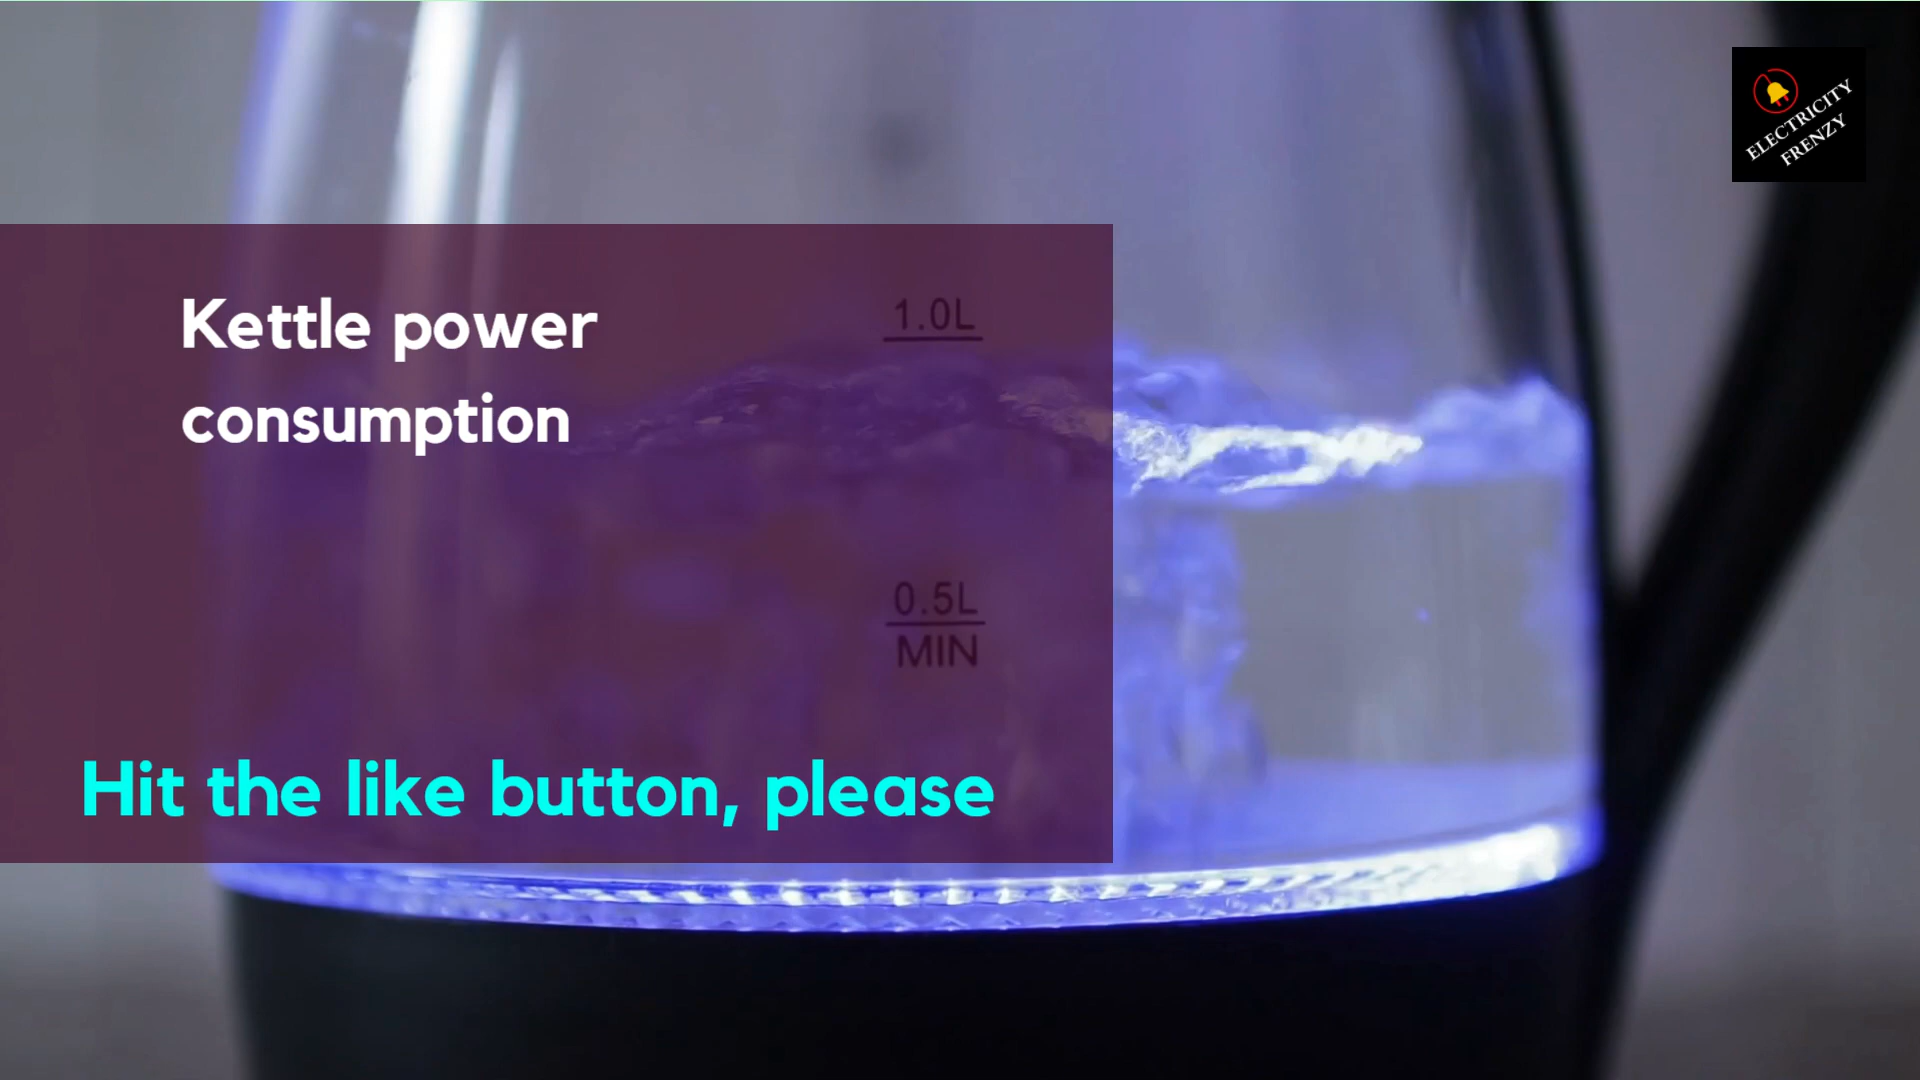 ELECTRICITY
FRENZY
Kettle power
consumption
1.0L
0.5L
MIN
Hit the like button, please